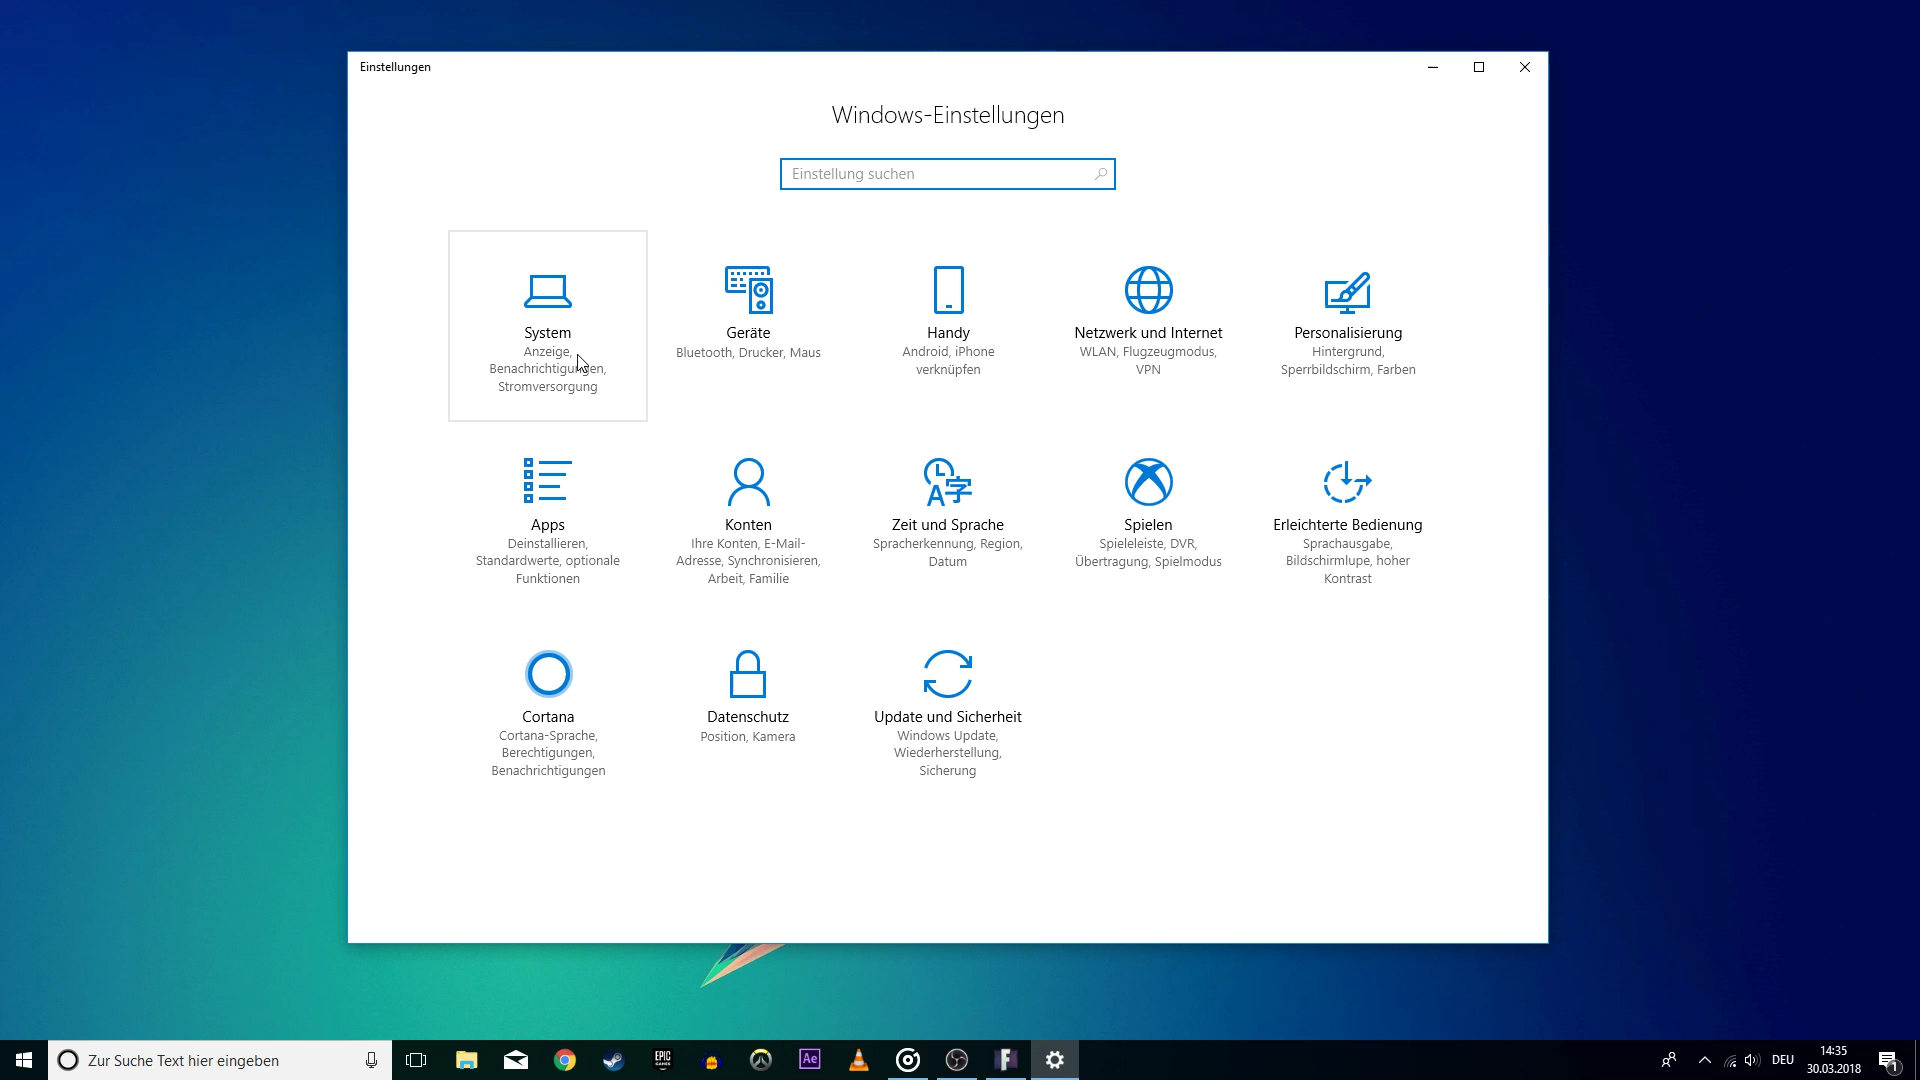 Einstellungen
Windows-Einstellungen
Einstellung suchen
System
Anzeige,
Benachrichtigungen,
Stromversorgung
Geräte
Bluetooth, Drucker, Maus
Handy
Android, iPhone
verknüpfen
Netzwerk und Internet
WLAN, Flugzeugmodus,
VPN
Personalisierung
Hintergrund,
Sperrbildschirm, Farben
Apps
Deinstallieren,
Standardwerte, optionale
Funktionen
Konten
Ihre Konten, E-Mail-
Adresse, Synchronisieren,
Arbeit, Familie
Zeit und Sprache
Spracherkennung, Region,
Datum
Spielen
Spieleleiste, DVR,
Übertragung, Spielmodus
Erleichterte Bedienung
Sprachausgabe,
Bildschirmlupe, hoher
Kontrast
Cortana
Cortana-Sprache,
Berechtigungen,
Benachrichtigungen
Datenschutz
Position, Kamera
Update und Sicherheit
Windows Update,
Wiederherstellung,
Sicherung
Zur Suche Text hier eingeben
EPIC
GAMES
Ae
F
DEU
14:35
30.03.2018
1